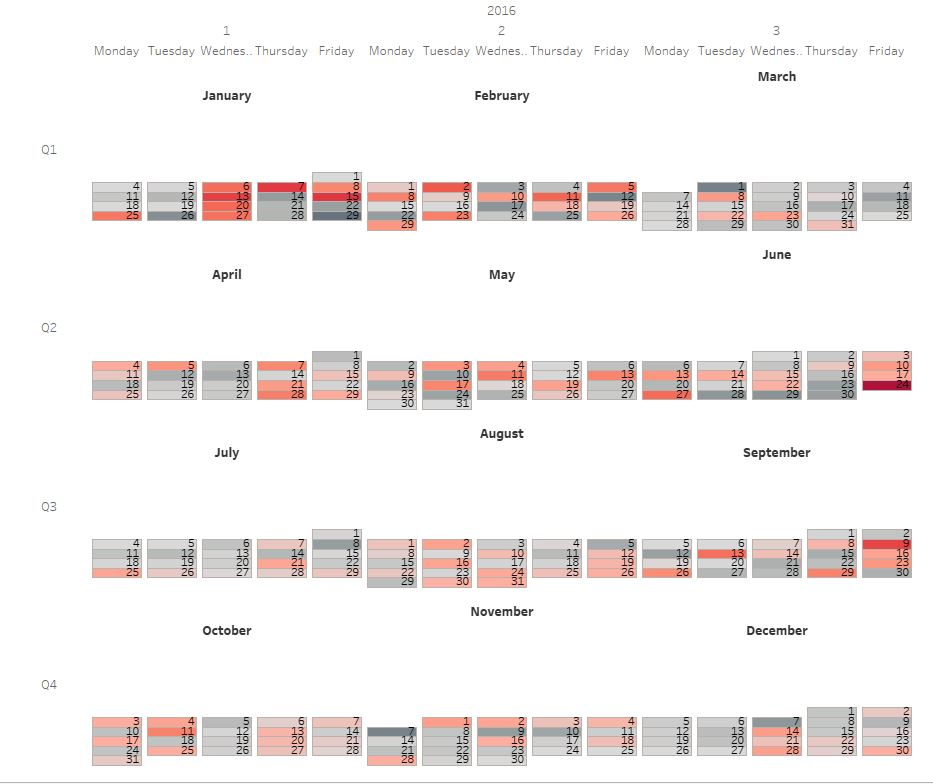 2016
1 2 3
Monday Tuesday Wednes.. Thursday Friday Monday Tuesday Wednes.. Thursday Friday Monday Tuesday Wednes.. Thursday Friday
March
January February
Q1
1
4 5 6 7 8 1 2 3 4 5 1 2 3 4
11 12 13 14 15 8 9 10 11 12 7 8 9 10 11
18 19 20 21 22 15 16 17 18 19 14 15 16 17 18
25 26 27 28 29 22 23 24 25 26 21 22 23 24 25
29 28 29 30 31
June
April May
Q2
1 1 2 3
4 5 6 7 8 2 3 4 5 6 6 7 8 9 10
11 12 13 14 15 9 10 11 12 13 13 14 15 16 17
18 19 20 21 22 16 17 18 19 20 20 21 22 23 24
25 26 27 28 29 23 24 25 26 27 27 28 29 30
30 31
August
July September
Q3
1 1 2
4 5 6 7 8 1 2 3 4 5 5 6 7 8 9
11 12 13 14 15 8 9 10 11 12 12 13 14 15 16
18 19 20 21 22 15 16 17 18 19 19 20 21 22 23
25 26 27 28 29 22 23 24 25 26 26 27 28 29 30
29 30 31
November
October December
Q4
1 2
3 4 5 6 7 1 2 3 4 5 6 7 8 9
10 11 12 13 14 7 8 9 10 11 12 13 14 15 16
17 18 19 20 21 14 15 16 17 18 19 20 21 22 23
24 25 26 27 28 21 22 23 24 25 26 27 28 29 30
31 28 29 30